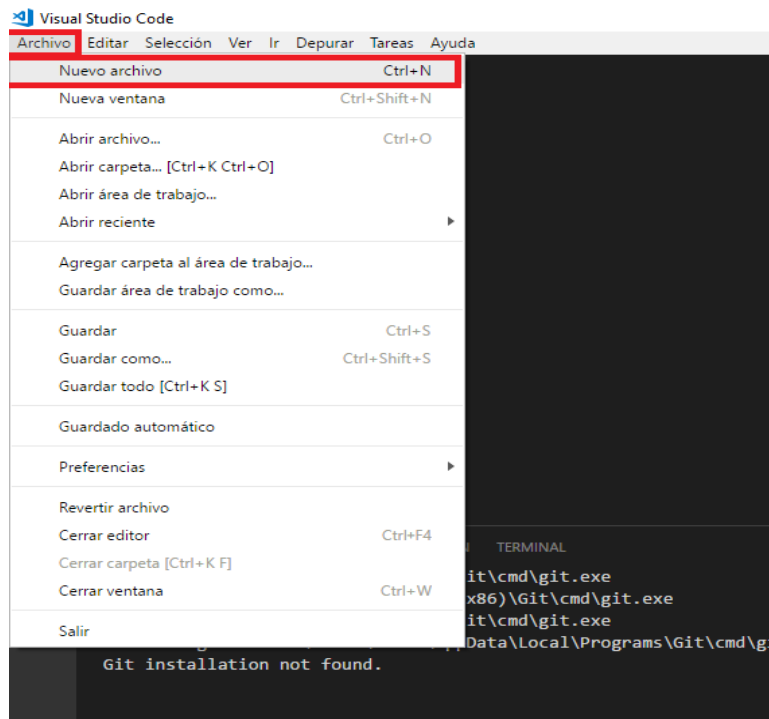 Visual Studio Code
Archivo Editar Selección Ver Ir Depurar Tareas Ayuda
Nuevo archivo Ctrl+N
Nueva ventana Ctrl+Shift+N
Abrir archivo... Ctrl+O
Abrir carpeta... [Ctrl+K Ctrl+O]
Abrir área de trabajo...
Abrir reciente
Agregar carpeta al área de trabajo...
Guardar área de trabajo como...
Guardar Ctrl+S
Guardar como... Ctrl+Shift+S
Guardar todo [Ctrl+K S]
Guardado automático
Preferencias
Revertir archivo
Cerrar editor Ctrl+F4
TERMINAL
Cerrar carpeta [Ctrl+K F]
it\cmd\git.exe
Cerrar ventana Ctrl+W
x86)\Git\cmd\git.exe
it\cmd\git.exe
Salir
Data\Local\Programs\Git\cmd\g
Git installation not found.